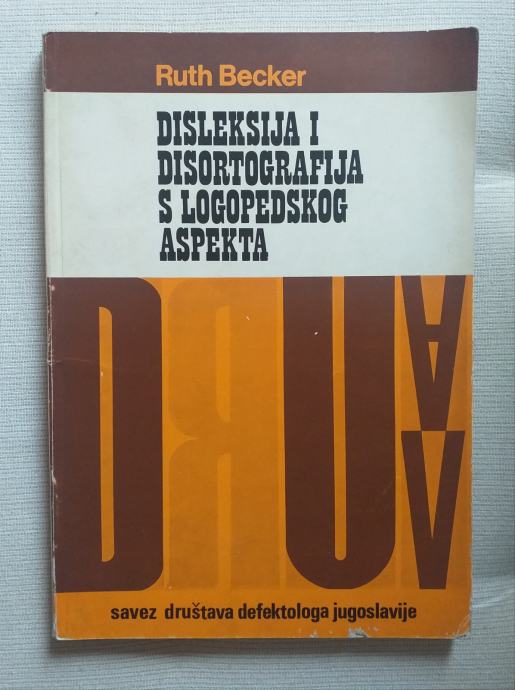 Ruth Becker
DISLEKSIJA I
DISORTOGRAFIJA
S LOGOPEDSKOG
ASPEKTA
savez društava defektologa jugoslavije